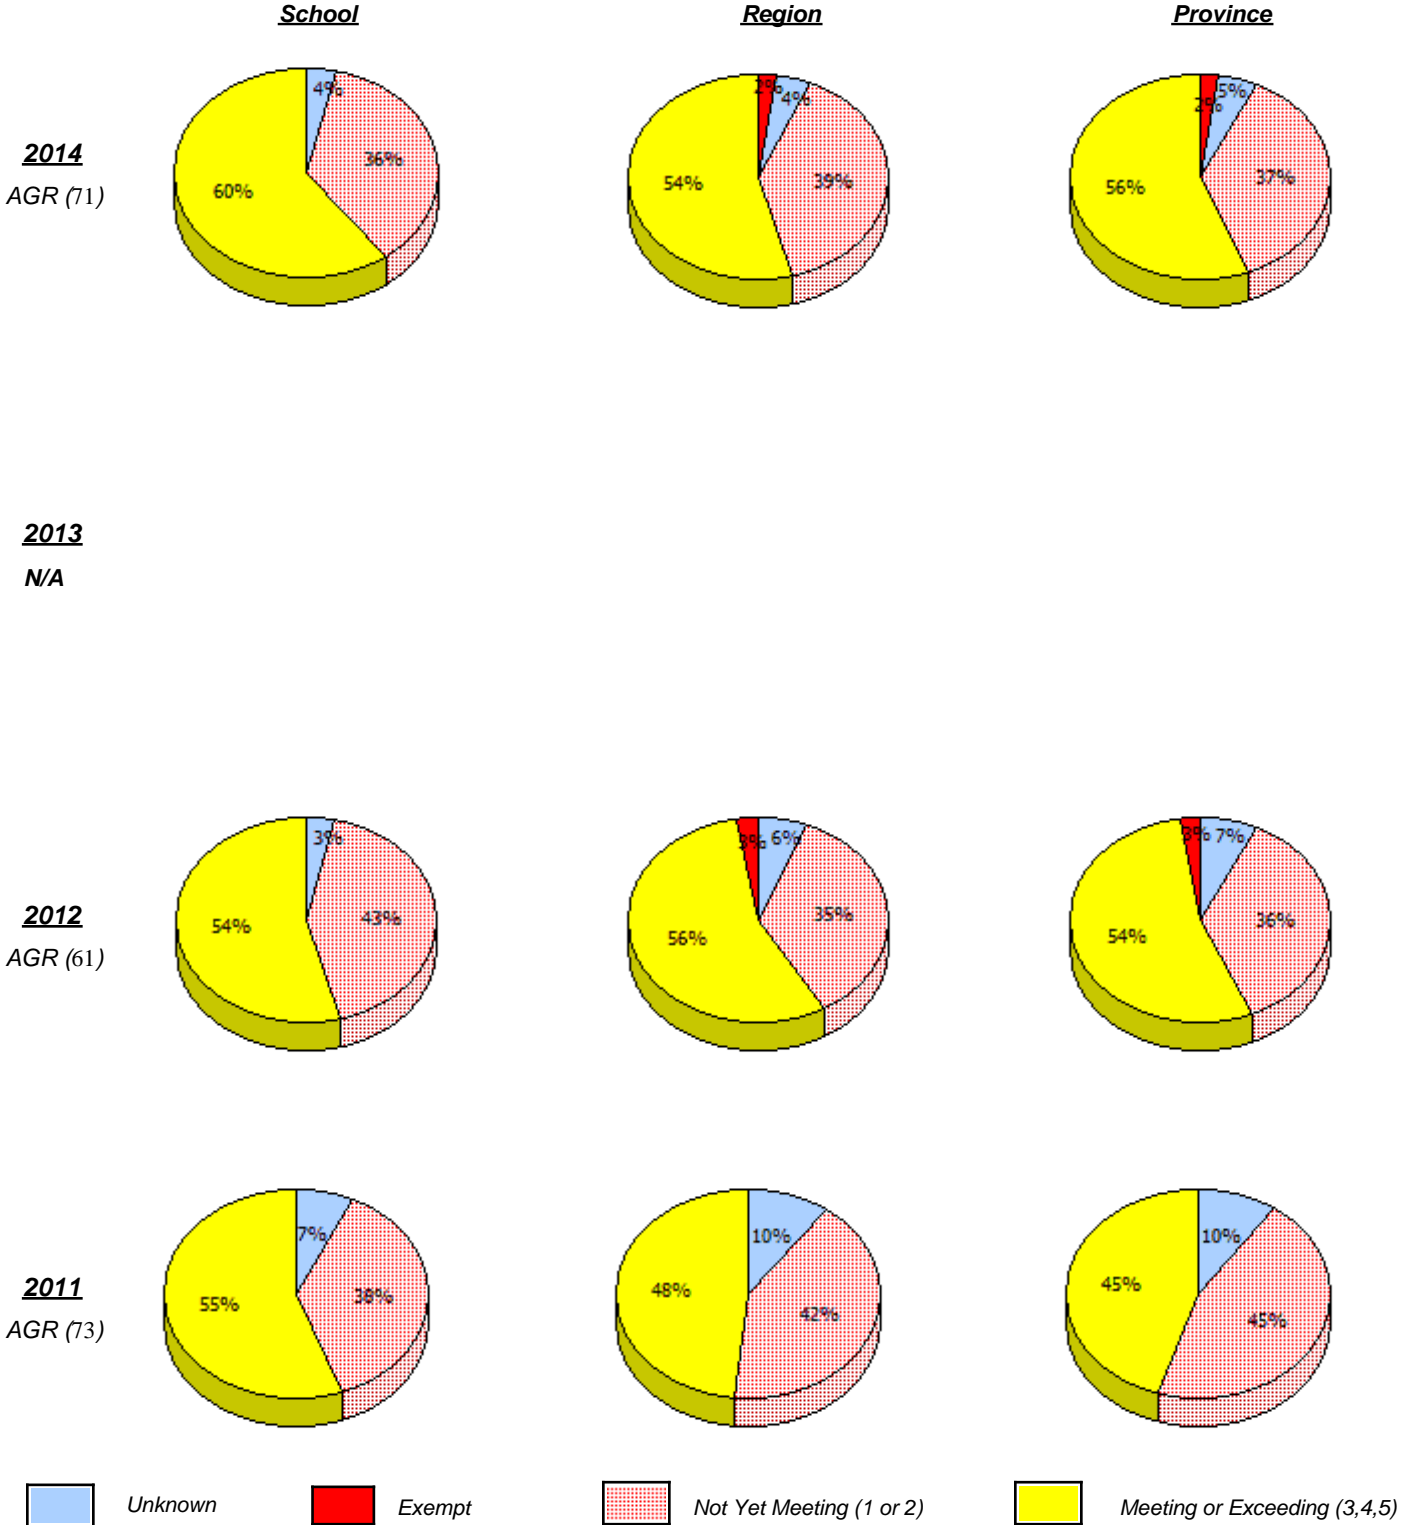 School Region Province
4% 36% 60%
2% 4% 39% 54%
2% 5% 37% 56%
2014
AGR (71)
2013
N/A
3% 43% 54%
3% 6% 35% 56%
3% 7% 36% 54%
2012
AGR (61)
7% 38% 55%
10% 42% 48%
10% 45% 45%
2011
AGR (73)
Unknown Exempt Not Yet Meeting (1 or 2) Meeting or Exceeding (3,4,5)